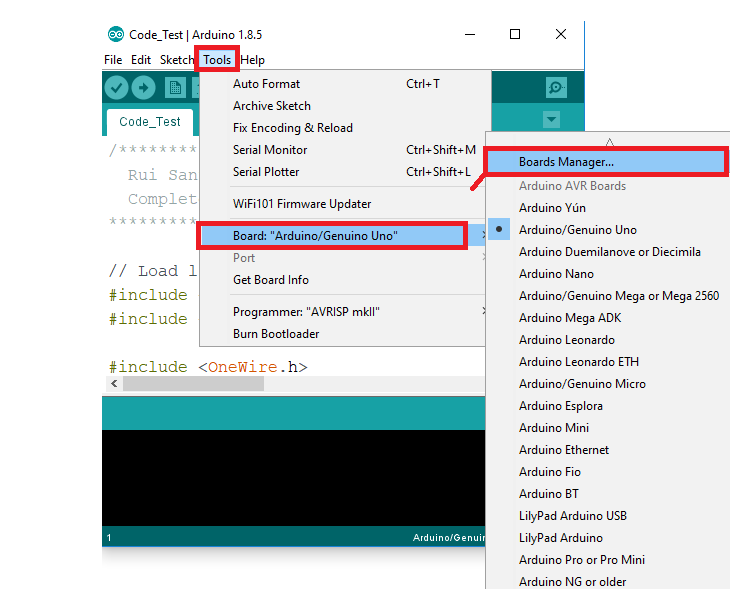 Code_Test | Arduino 1.8.5
File Edit Sketch Tools Help
Auto Format Ctrl+T
Archive Sketch
Fix Encoding & Reload
Serial Monitor Ctrl+Shift+M
Serial Plotter Ctrl+Shift+L
WiFi101 Firmware Updater
Board: "Arduino/Genuino Uno"
Port
Get Board Info
Programmer: "AVRISP mkII"
Burn Bootloader
Code_Test
/*********
Rui San
Complet
*********
// Load l
#include
#include
#include <OneWire.h>
1
Arduino/Genuin
Boards Manager...
Arduino AVR Boards
Arduino Yún
Arduino/Genuino Uno
Arduino Duemilanove or Diecimila
Arduino Nano
Arduino/Genuino Mega or Mega 2560
Arduino Mega ADK
Arduino Leonardo
Arduino Leonardo ETH
Arduino/Genuino Micro
Arduino Esplora
Arduino Mini
Arduino Ethernet
Arduino Fio
Arduino BT
LilyPad Arduino USB
LilyPad Arduino
Arduino Pro or Pro Mini
Arduino NG or older